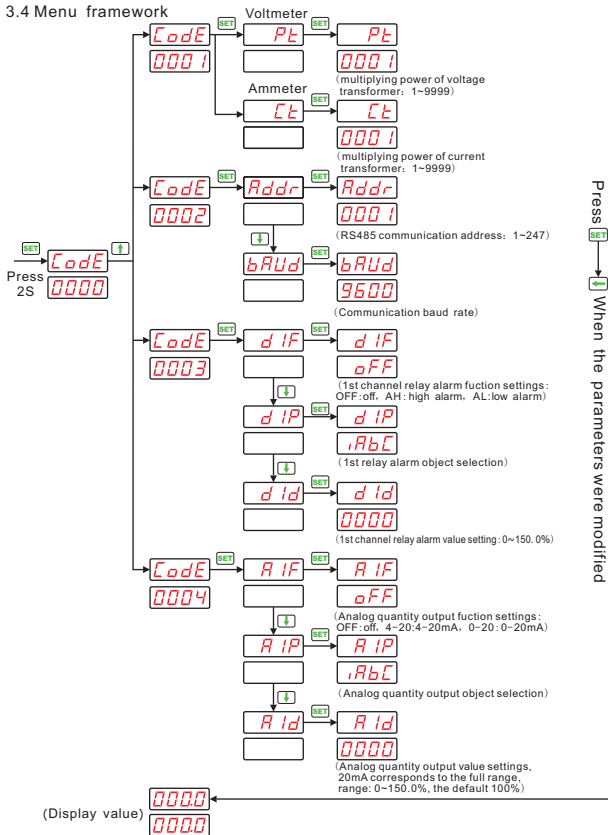 3.4 Menu framework
Voltmeter
CodE SET Pt SET Pt
0001 0001
(multiplying power of voltage
transformer: 1~9999)
Ammeter
Ct SET Ct
0001
(multiplying power of current
transformer: 1~9999)
CodE SET Addr SET Addr
0002 0001
(RS485 communication address: 1~247)
bAUd SET bAUd
9600
(Communication baud rate)
SET CodE
Press
2S
0000
CodE SET d1F SET d1F
0003 oFF
(1st channel relay alarm fuction settings:
OFF:off, AH: high alarm, AL:low alarm)
d1P SET d1P
iAbC
(1st relay alarm object selection)
d1d SET d1d
0000
(1st channel relay alarm value setting: 0~150.0%)
CodE SET A1F SET A1F
0004 oFF
(Analog quantity output fuction settings:
OFF:off, 4-20:4-20mA, 0-20:0-20mA)
A1P SET A1P
iAbC
(Analog quantity output object selection)
A1d SET A1d
0000
(Analog quantity output value settings,
20mA corresponds to the full range,
range: 0~150.0%, the default 100%)
Press SET When the parameters were modified
(Display value)
000.0
000.0